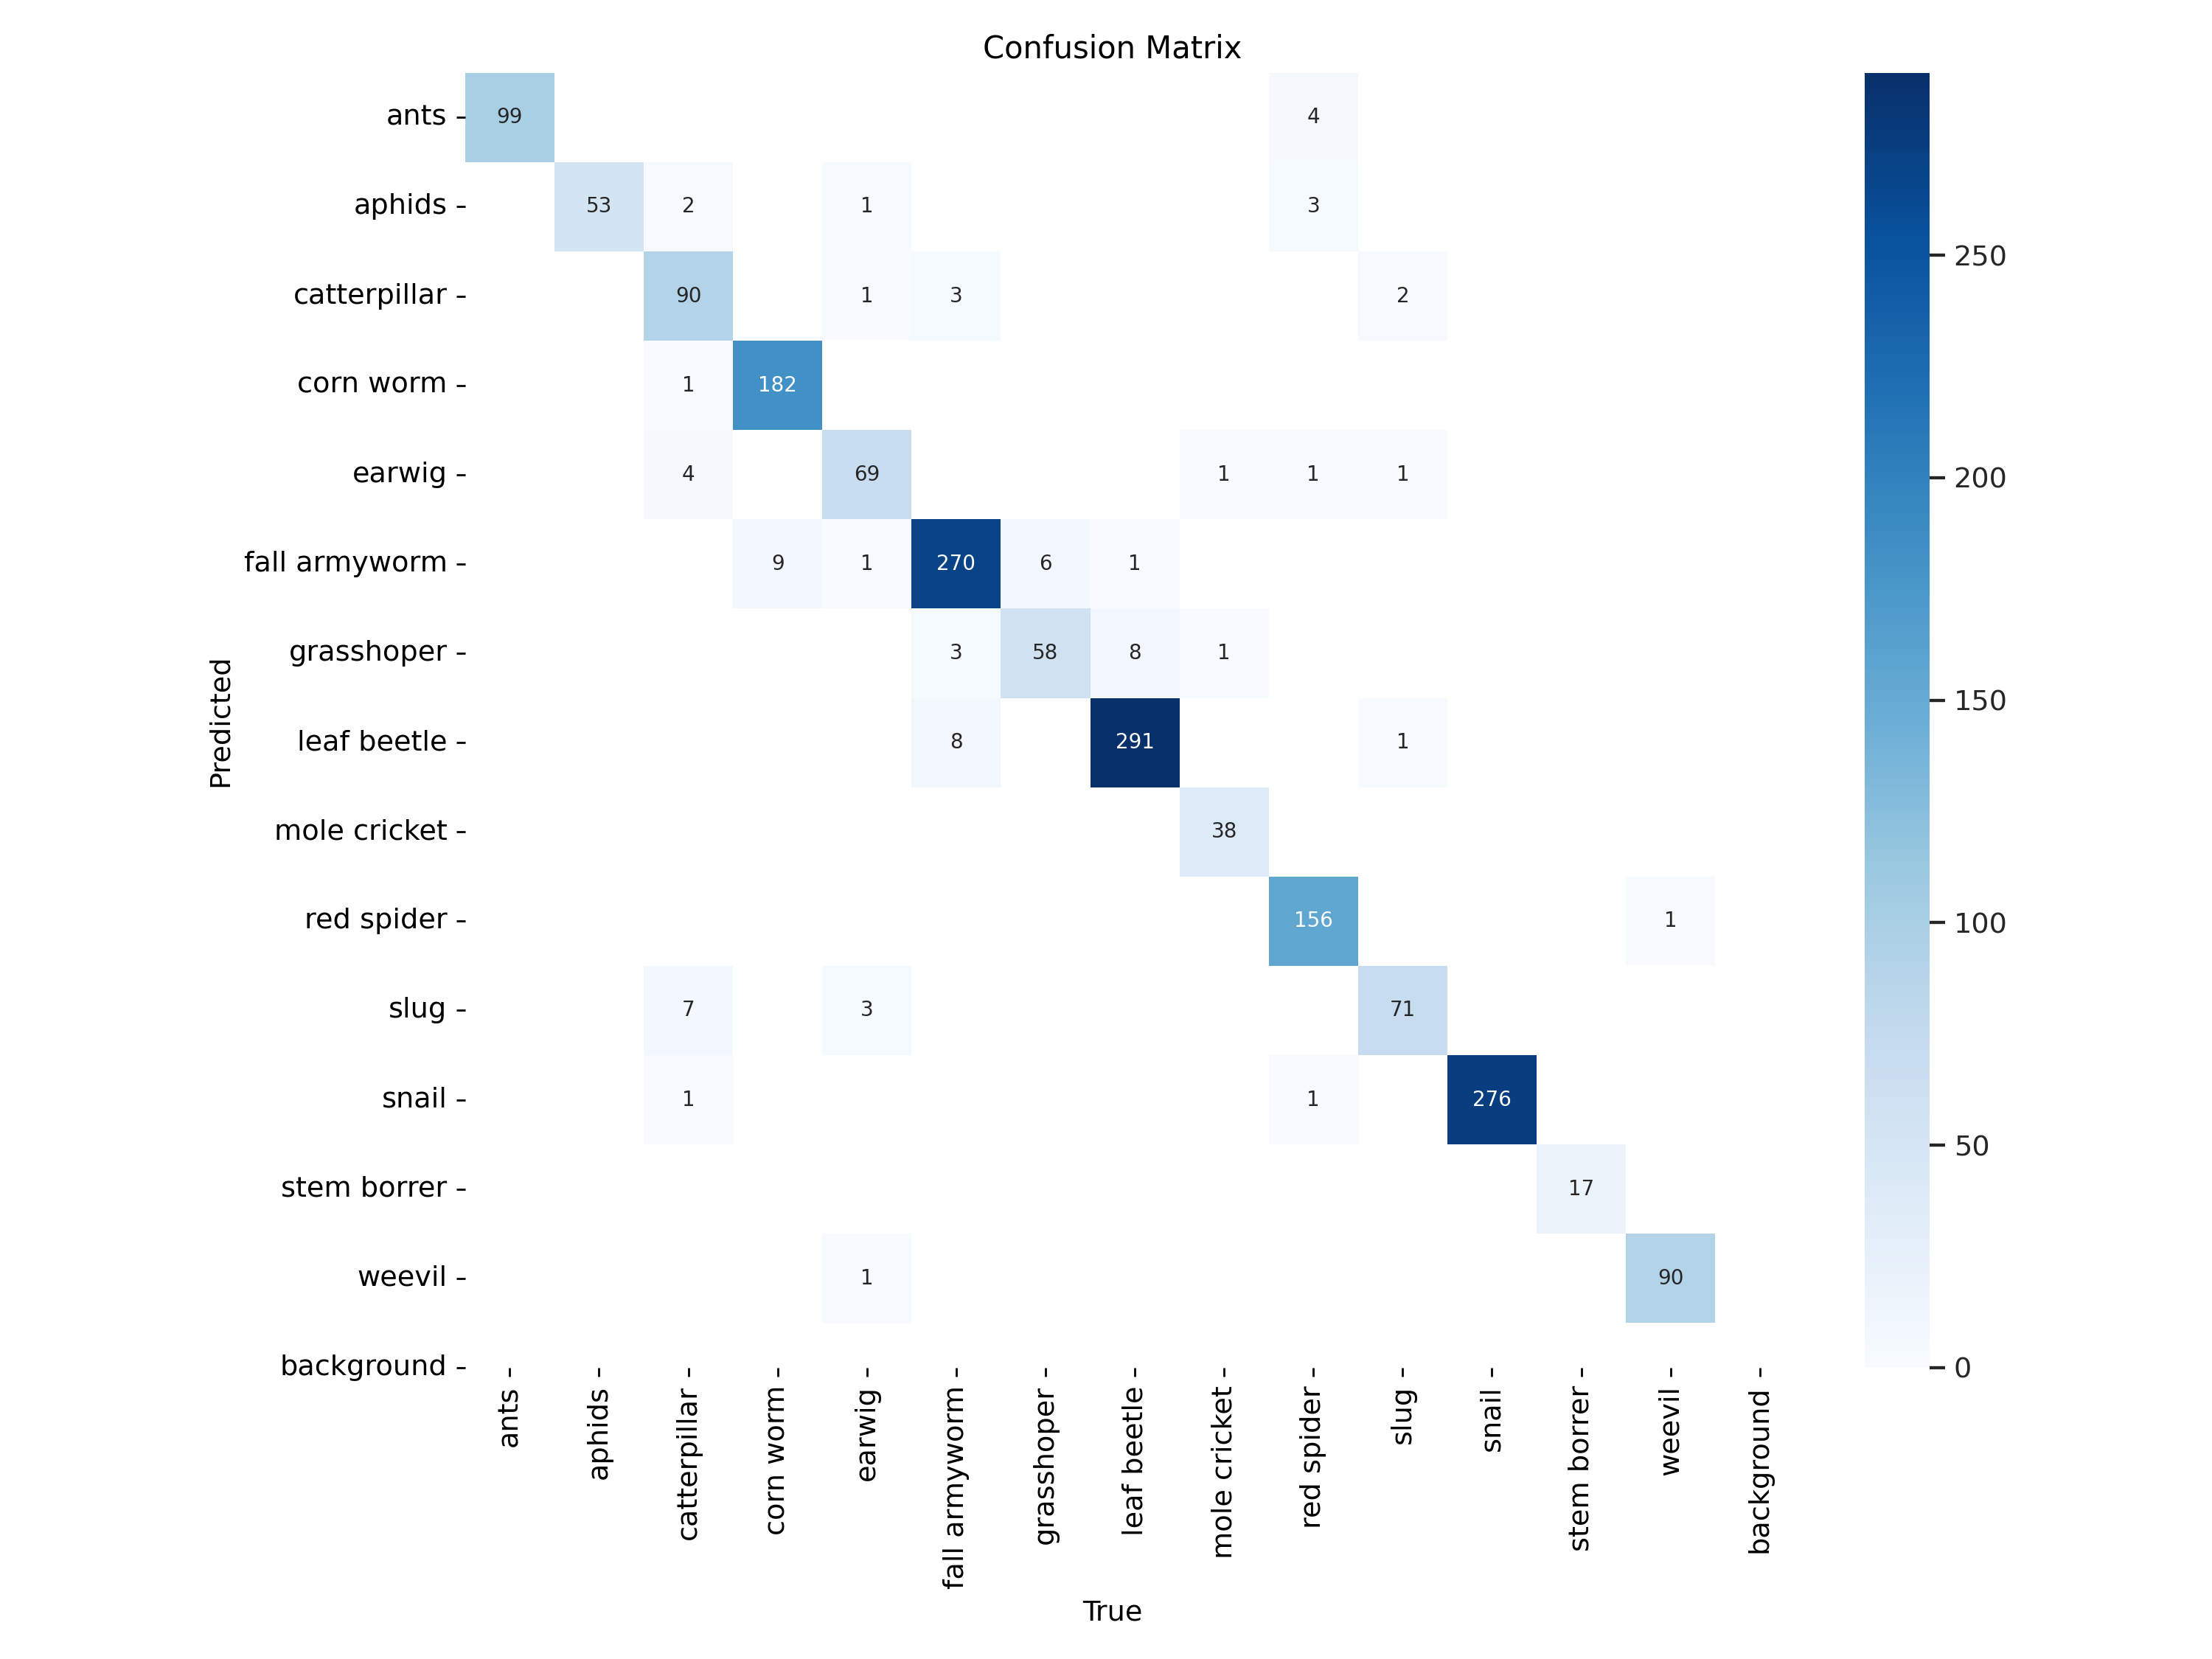 Confusion Matrix
ants 99 4
aphids 53 2 1 3
catterpillar 90 1 3 2
corn worm 1 182
earwig 4 69 1 1 1
fall armyworm 9 1 270 6 1
grasshoper 3 58 8 1
leaf beetle 8 291 1
mole cricket 38
red spider 156 1
slug 7 3 71
snail 1 1 276
stem borrer 17
weevil 1 90
background
Predicted
ants
aphids
catterpillar
corn worm
earwig
fall armyworm
grasshoper
leaf beetle
mole cricket
red spider
slug
snail
stem borrer
weevil
background
True
250
200
150
100
50
0